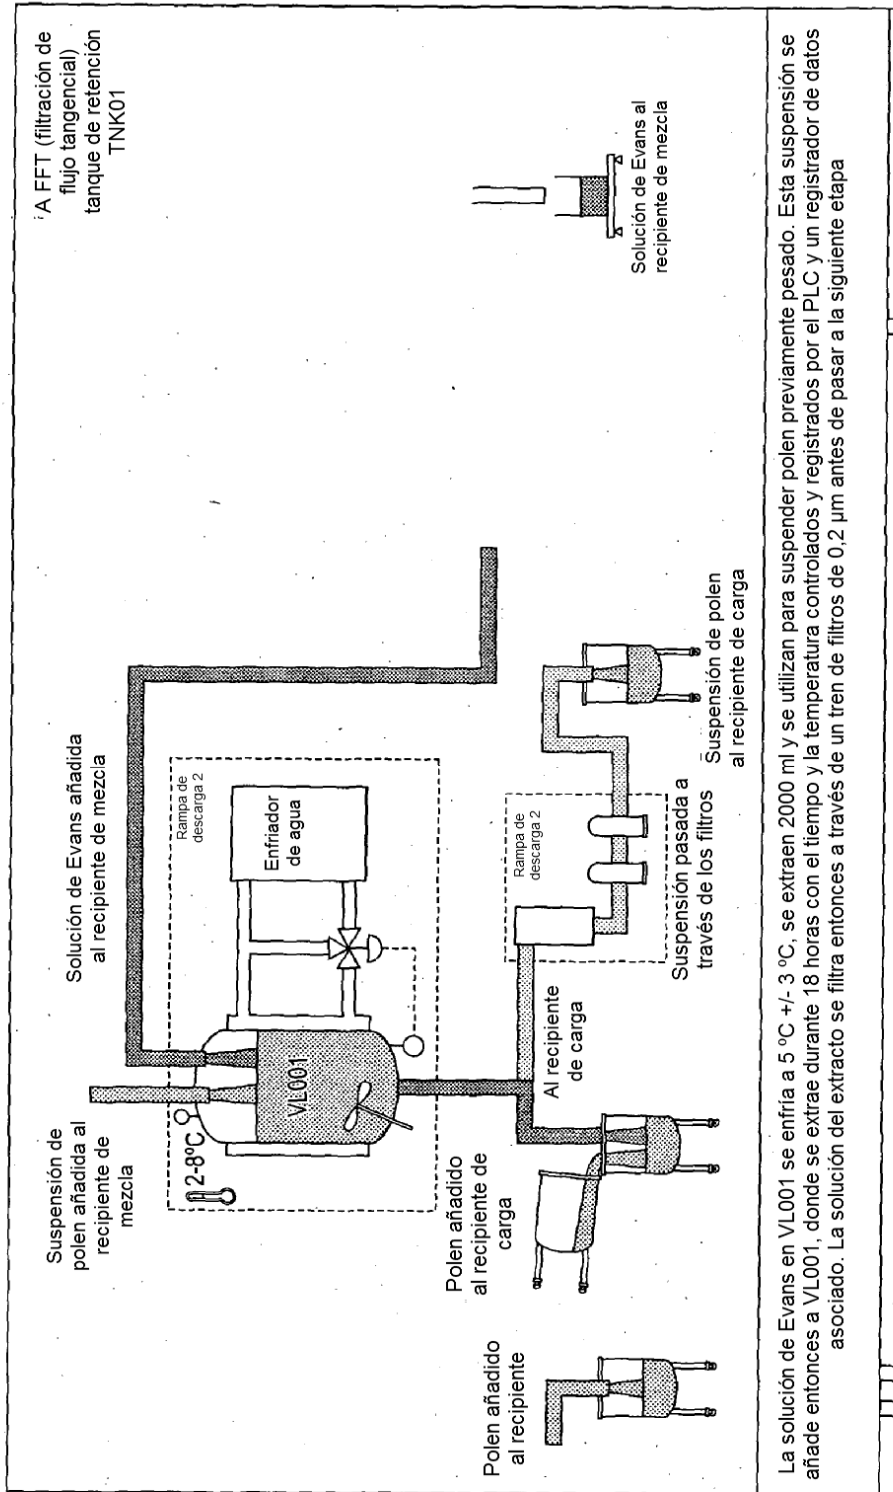 'A FFT (filtración de
flujo tangencial)
tanque de retención
TNK01
Solución de Evans añadida
al recipiente de mezcla
Suspensión de
polen añadida al
recipiente de
mezcla
2-8ºC
VL001
Rampa de
descarga 2
Enfriador
de agua
Solución de Evans al
recipiente de mezcla
Polen añadido
al recipiente
Polen añadido
al recipiente de
carga
Al recipiente
de carga
Rampa de
descarga 2
Suspensión pasada a
través de los filtros
Suspensión de polen
al recipiente de carga
La solución de Evans en VL001 se enfría a 5 ºC +/- 3 ºC, se extraen 2000 ml y se utilizan para suspender polen previamente pesado. Esta suspensión se
añade entonces a VL001, donde se extrae durante 18 horas con el tiempo y la temperatura controlados y registrados por el PLC y un registrador de datos
asociado. La solución del extracto se filtra entonces a través de un tren de filtros de 0,2 µm antes de pasar a la siguiente etapa